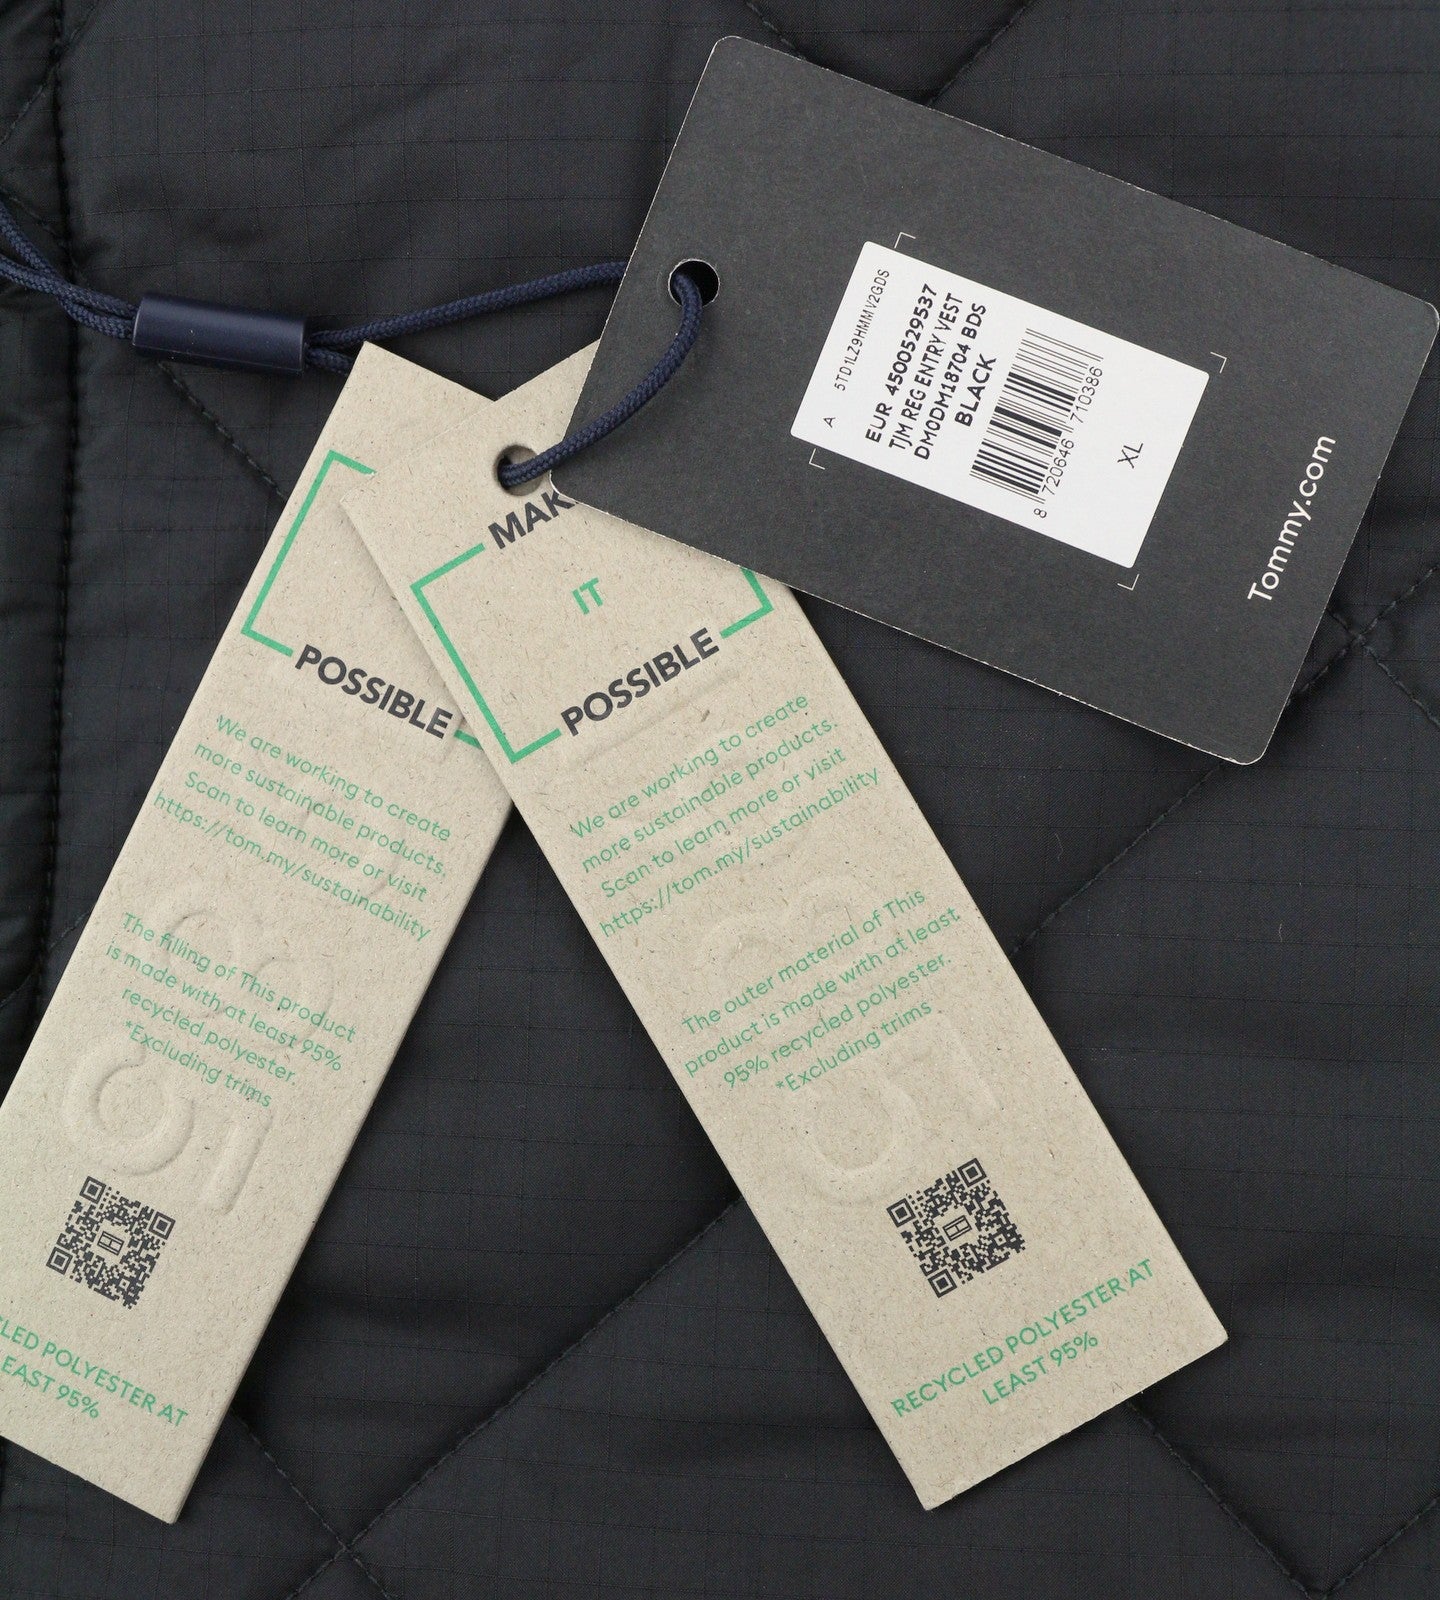 A 5TD1LZ9HMMV2GDS
EUR 4500529537
TJM REG ENTRY VEST
DM0DM18704 BDS
BLACK
8 720646 710386
XL
Tommy.com
POSSIBLE
We are working to create
more sustainable products.
Scan to learn more or visit
https://tom.my/sustainability
The filling of This product
is made with at least 95%
recycled polyester.
*Excluding trims
POLYESTER AT
95%
IT
POSSIBLE
We are working to create
more sustainable products.
Scan to learn more or visit
https://tom.my/sustainability
The outer material of This
product is made with at least
95% recycled polyester.
*Excluding trims
RECYCLED POLYESTER AT
LEAST 95%